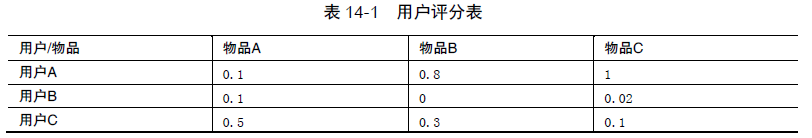 表 14-1 用户评分表
用户/物品 物品A 物品B 物品C
用户A 0.1 0.8 1
用户B 0.1 0 0.02
用户C 0.5 0.3 0.1